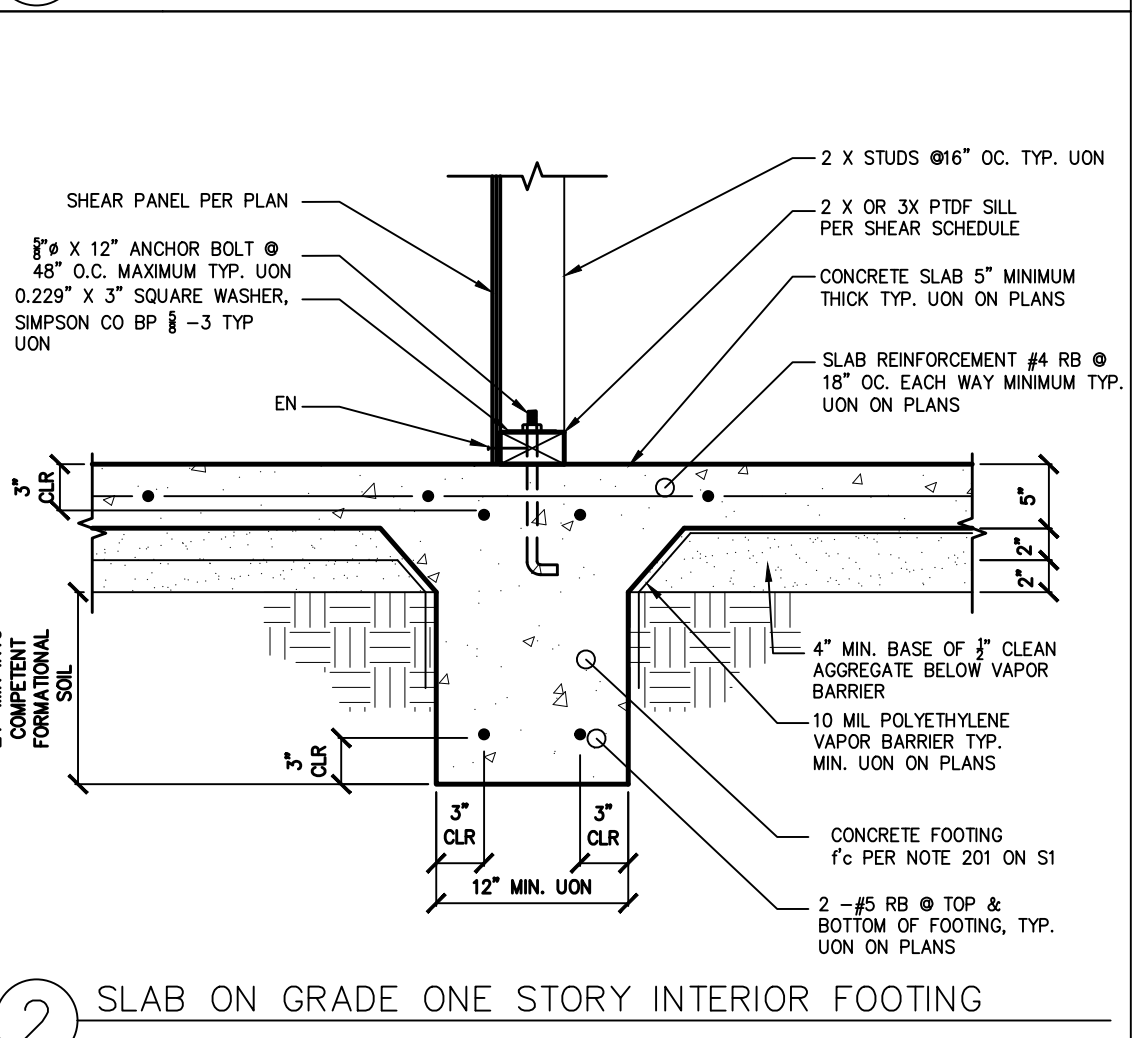 2 X STUDS @16" OC. TYP. UON
SHEAR PANEL PER PLAN
2 X OR 3X PTDF SILL
PER SHEAR SCHEDULE
⅝"ø X 12" ANCHOR BOLT @
48" O.C. MAXIMUM TYP. UON
0.229" X 3" SQUARE WASHER,
SIMPSON CO BP ⅝ -3 TYP
UON
CONCRETE SLAB 5" MINIMUM
THICK TYP. UON ON PLANS
SLAB REINFORCEMENT #4 RB @
18" OC. EACH WAY MINIMUM TYP.
UON ON PLANS
EN
3"
CLR
5"
2"
2"
COMPETENT
FORMATIONAL
SOIL
4" MIN. BASE OF ½" CLEAN
AGGREGATE BELOW VAPOR
BARRIER
10 MIL POLYETHYLENE
VAPOR BARRIER TYP.
MIN. UON ON PLANS
3"
CLR
3"
CLR
3"
CLR
12" MIN. UON
CONCRETE FOOTING
f'c PER NOTE 201 ON S1
2 -#5 RB @ TOP &
BOTTOM OF FOOTING, TYP.
UON ON PLANS
2
SLAB ON GRADE ONE STORY INTERIOR FOOTING